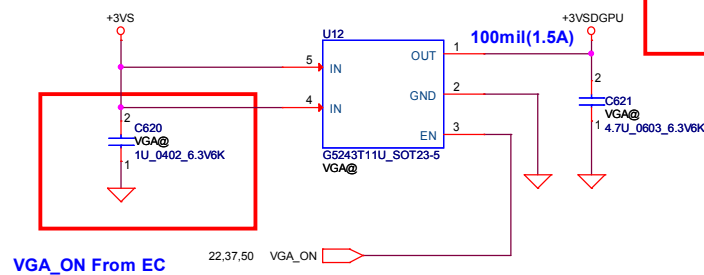 +3VS
+3VSDGPU
U12
100mil(1.5A)
5
IN
OUT
1
4
IN
GND
2
EN
3
2
C620
VGA@
1
1U_0402_6.3V6K
G5243T11U_SOT23-5
VGA@
2
C621
VGA@
1
4.7U_0603_6.3V6K
VGA_ON From EC
22,37,50
VGA_ON